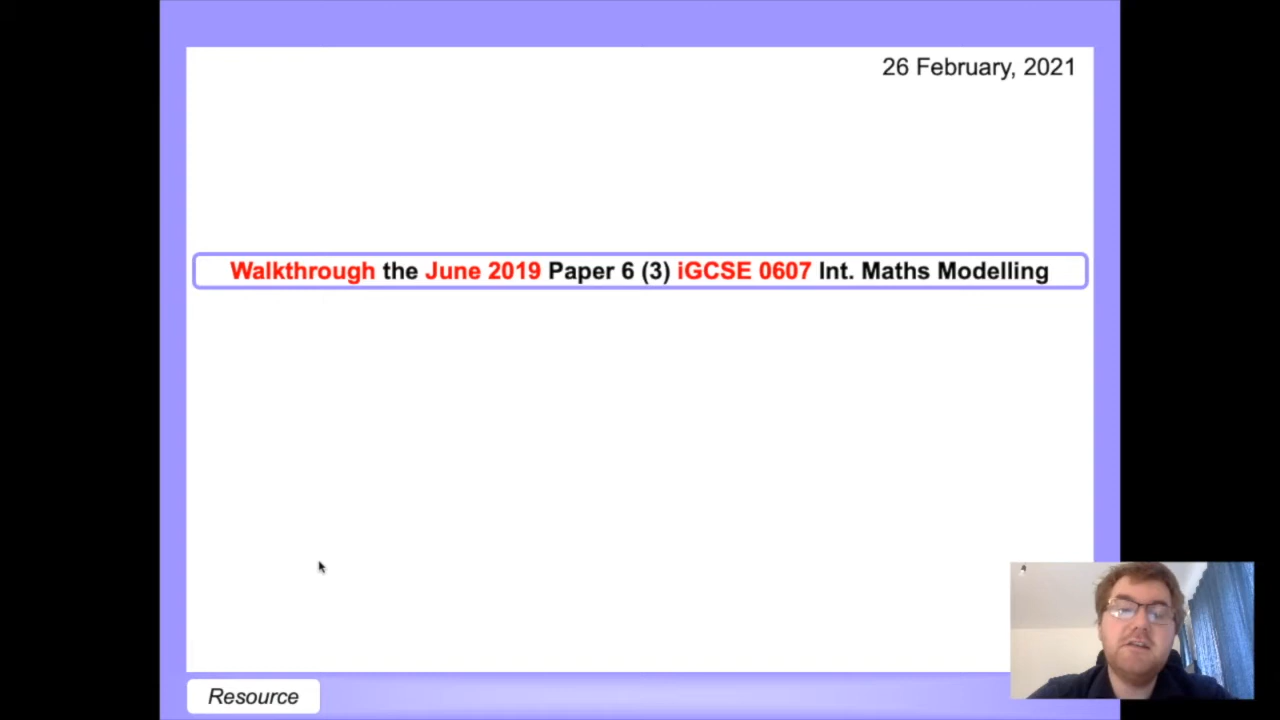 26 February, 2021
Walkthrough the June 2019 Paper 6 (3) iGCSE 0607 Int. Maths Modelling
Resource